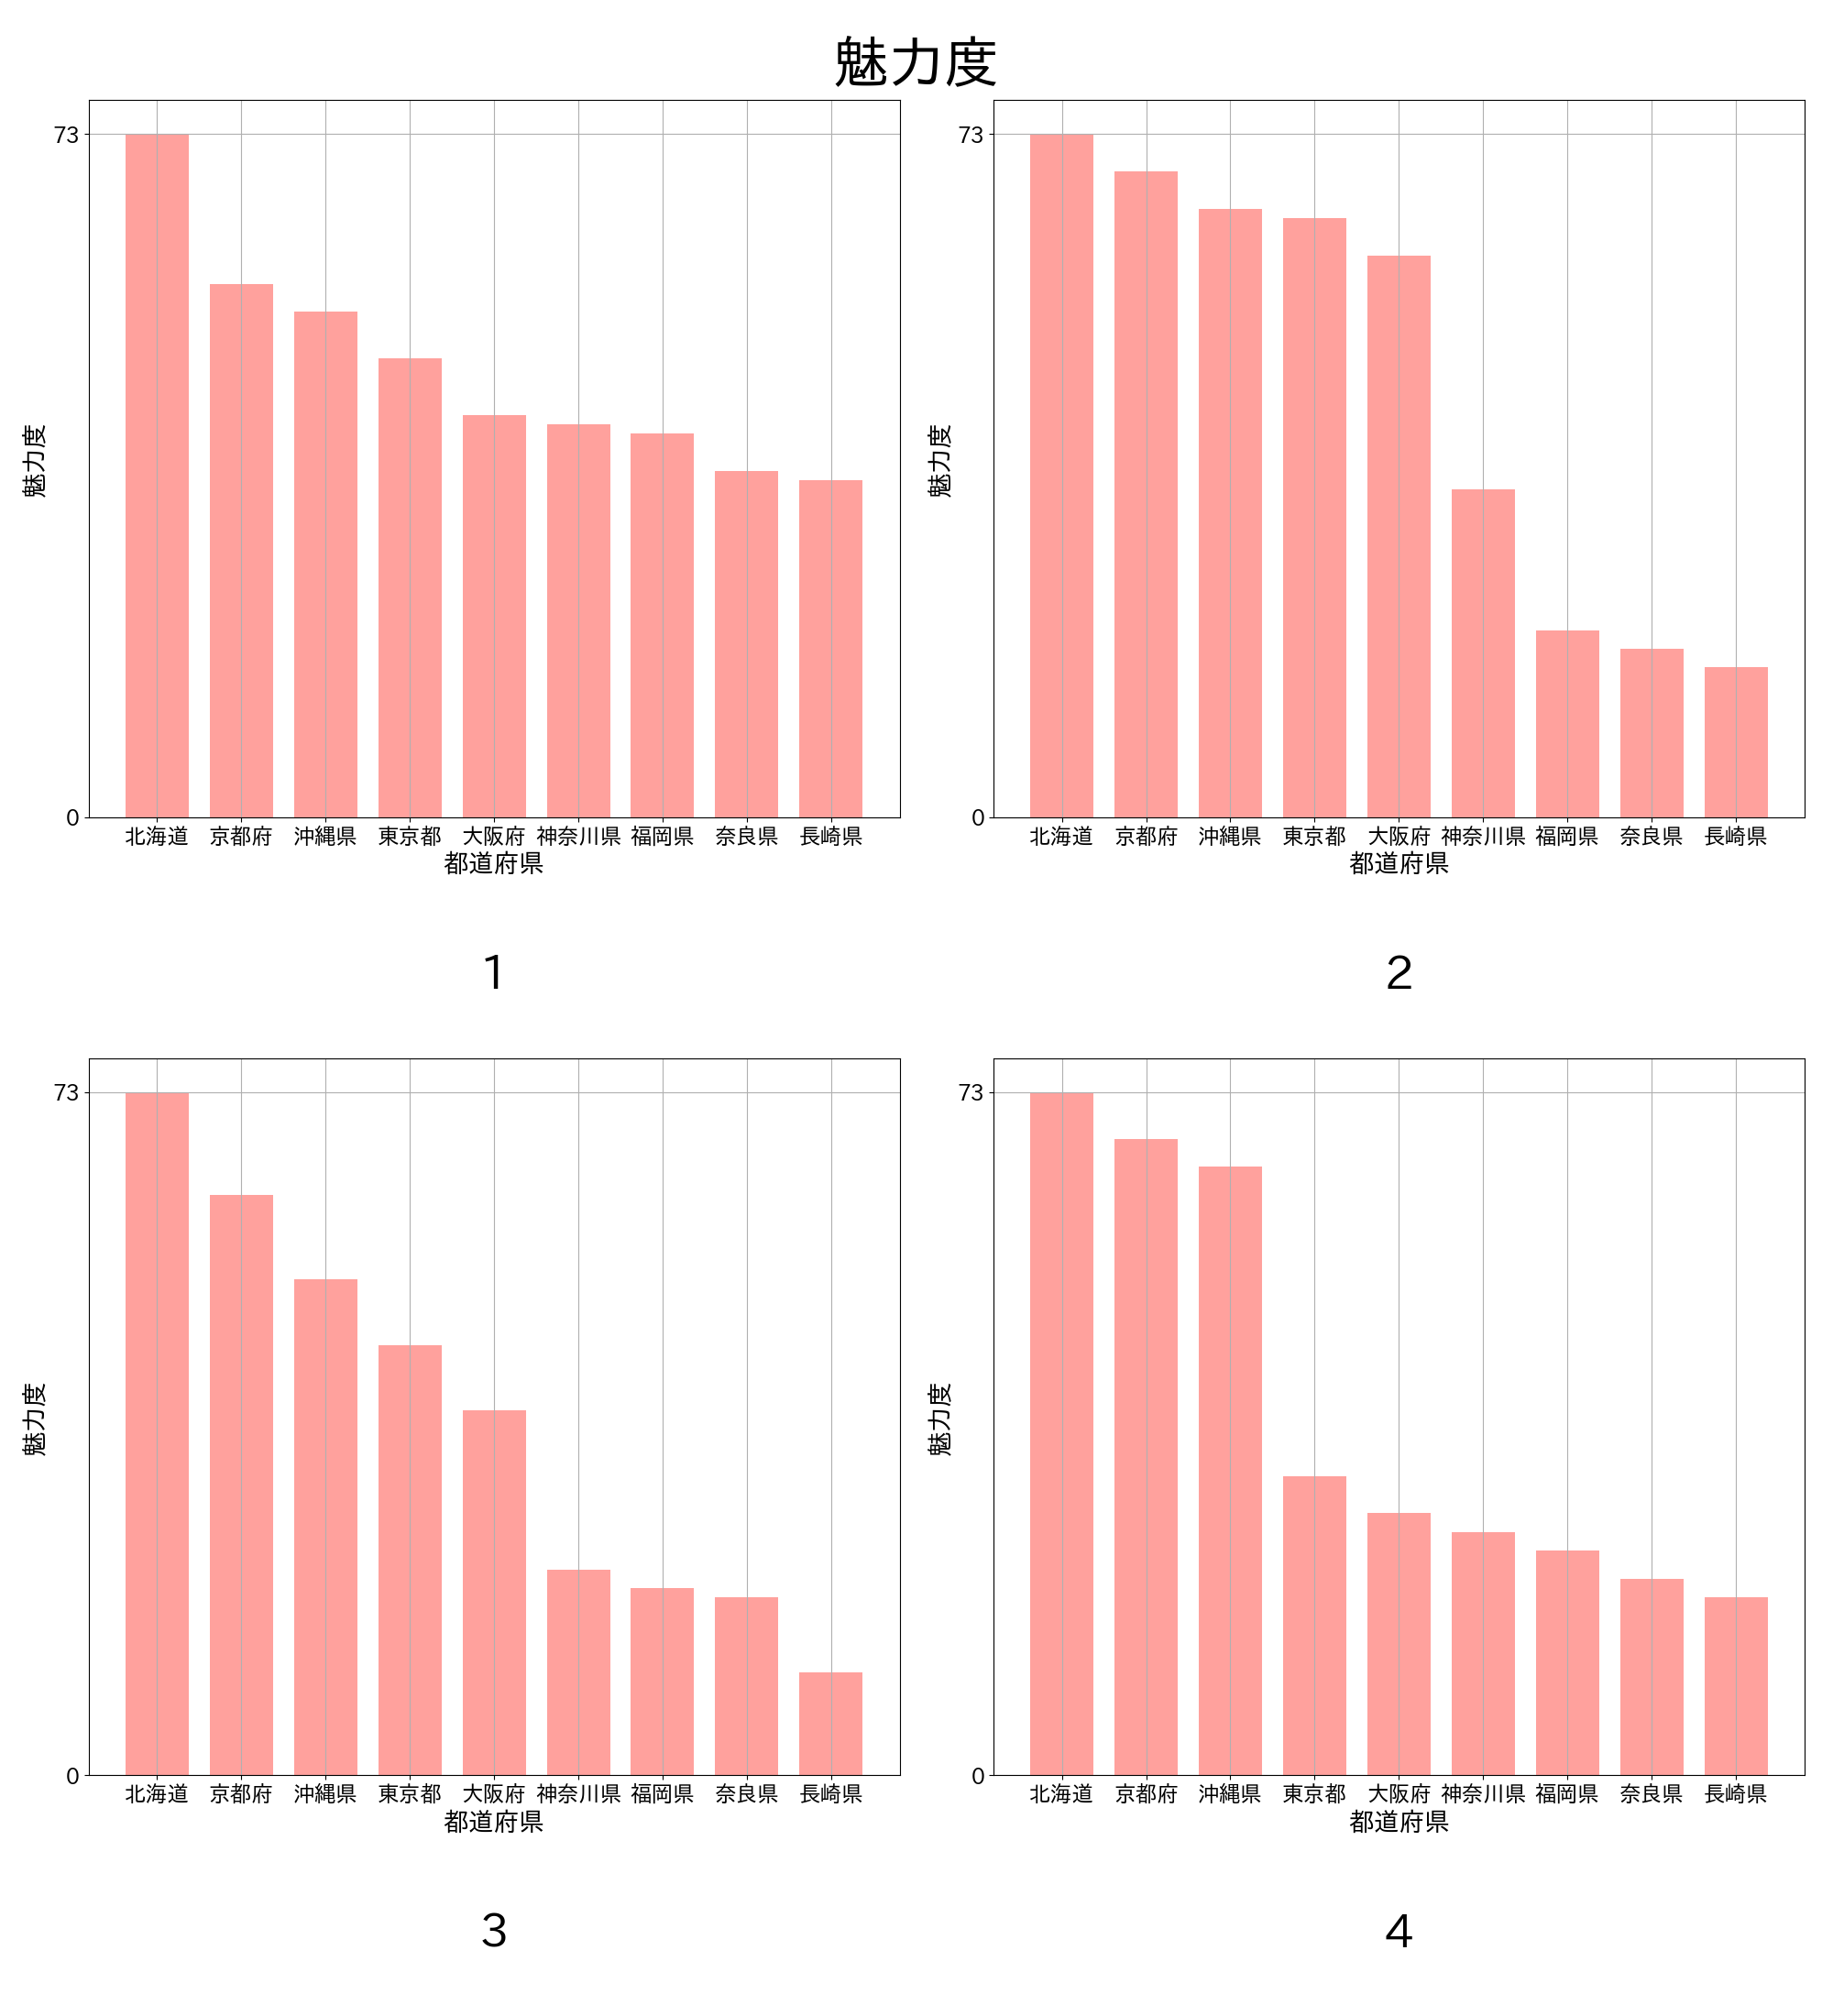 魅力度
73
0
魅力度
北海道 京都府 沖縄県 東京都 大阪府 神奈川県 福岡県 奈良県 長崎県
都道府県
1
73
0
魅力度
北海道 京都府 沖縄県 東京都 大阪府 神奈川県 福岡県 奈良県 長崎県
都道府県
2
73
0
魅力度
北海道 京都府 沖縄県 東京都 大阪府 神奈川県 福岡県 奈良県 長崎県
都道府県
3
73
0
魅力度
北海道 京都府 沖縄県 東京都 大阪府 神奈川県 福岡県 奈良県 長崎県
都道府県
4